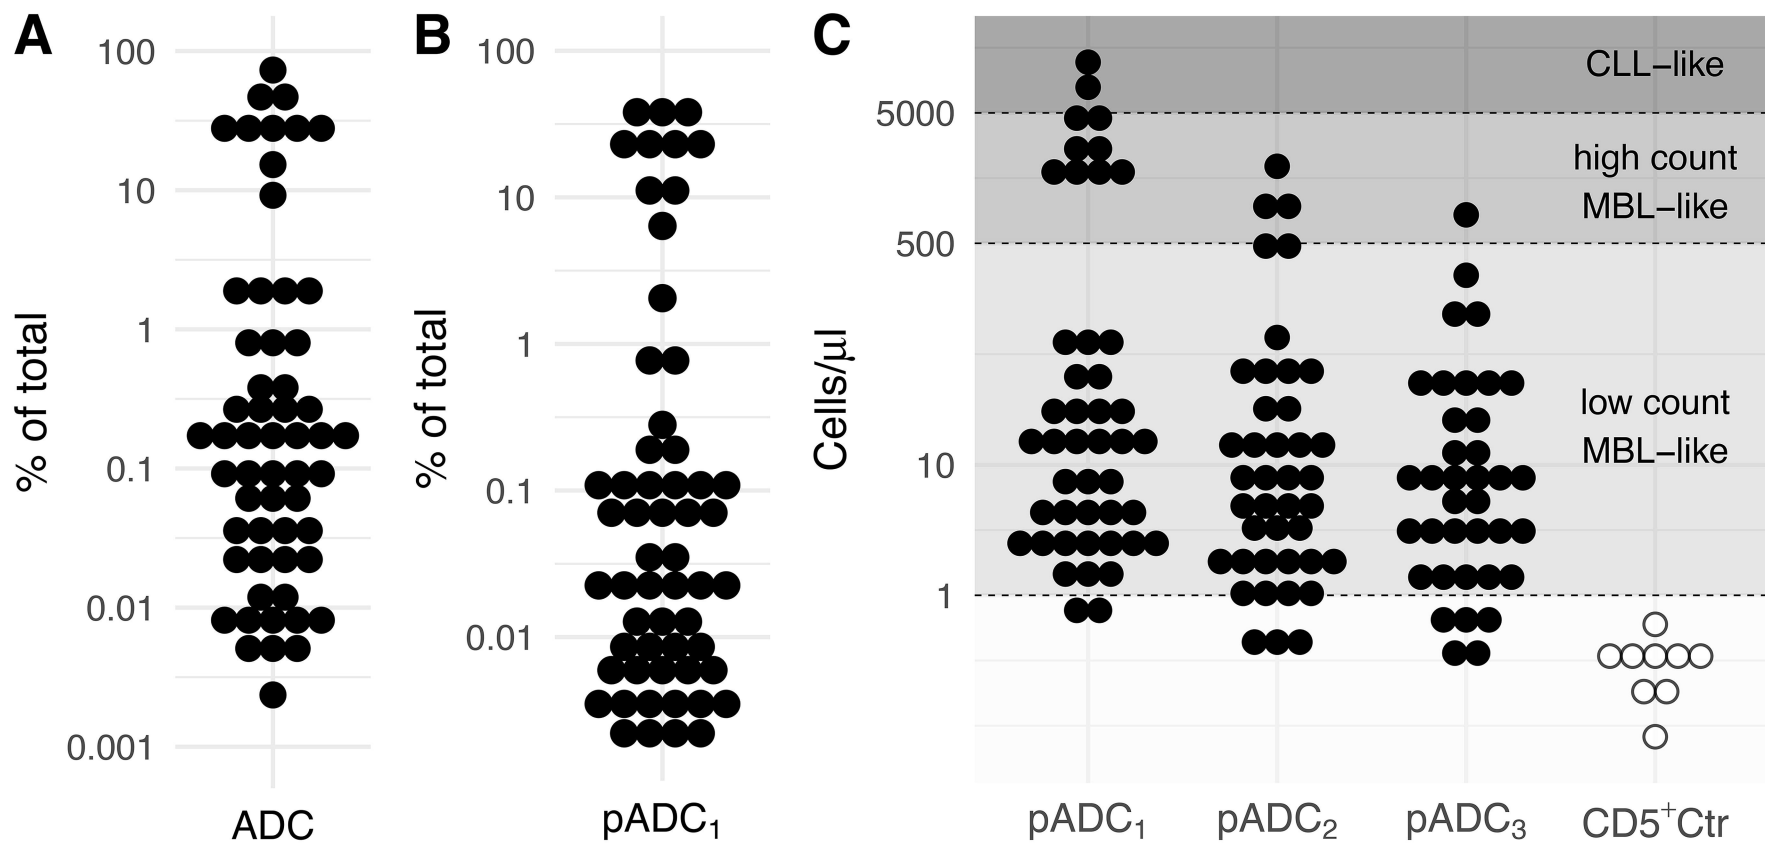 A
% of total
100
10
1
0.1
0.01
0.001
ADC
B
% of total
100
10
1
0.1
0.01
pADC₁
C
Cells/µl
5000
500
10
1
CLL−like
high count
MBL−like
low count
MBL−like
pADC₁
pADC₂
pADC₃
CD5⁺Ctr